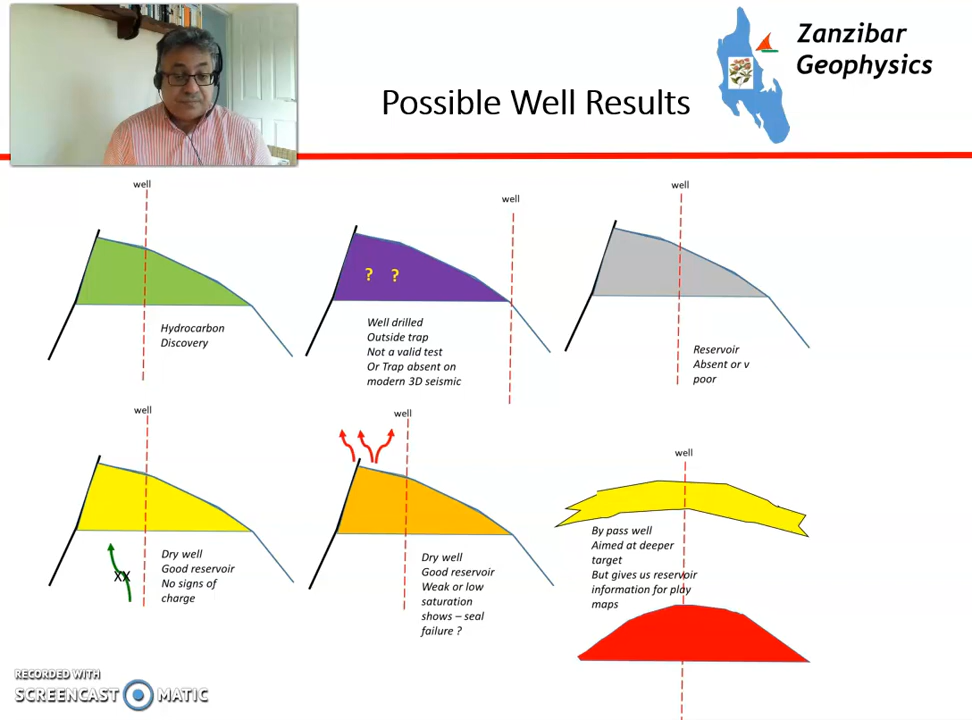 Zanzibar
Geophysics
Possible Well Results
well
Hydrocarbon
Discovery
well
? ?
Well drilled
Outside trap
Not a valid test
Or Trap absent on
modern 3D seismic
well
Reservoir
Absent or v
poor
well
XX
Dry well
Good reservoir
No signs of
charge
well
Dry well
Good reservoir
Weak or low
saturation
shows – seal
failure ?
well
By pass well
Aimed at deeper
target
But gives us reservoir
information for play
maps
RECORDED WITH
SCREENCAST MATIC